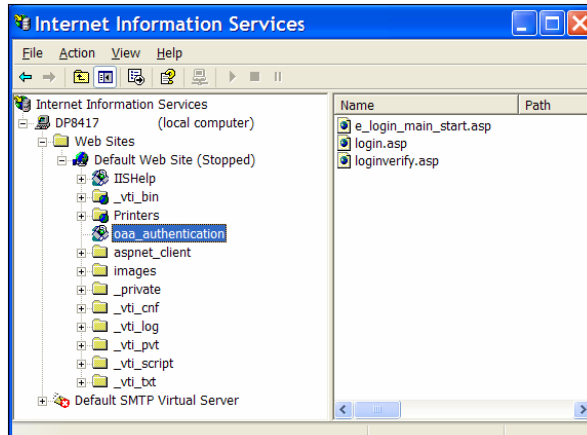 Internet Information Services
File Action View Help
Internet Information Services
DP8417 (local computer)
Web Sites
Default Web Site (Stopped)
IISHelp
_vti_bin
Printers
oaa_authentication
aspnet_client
images
_private
_vti_cnf
_vti_log
_vti_pvt
_vti_script
_vti_txt
Default SMTP Virtual Server
Name Path
e_login_main_start.asp
login.asp
loginverify.asp